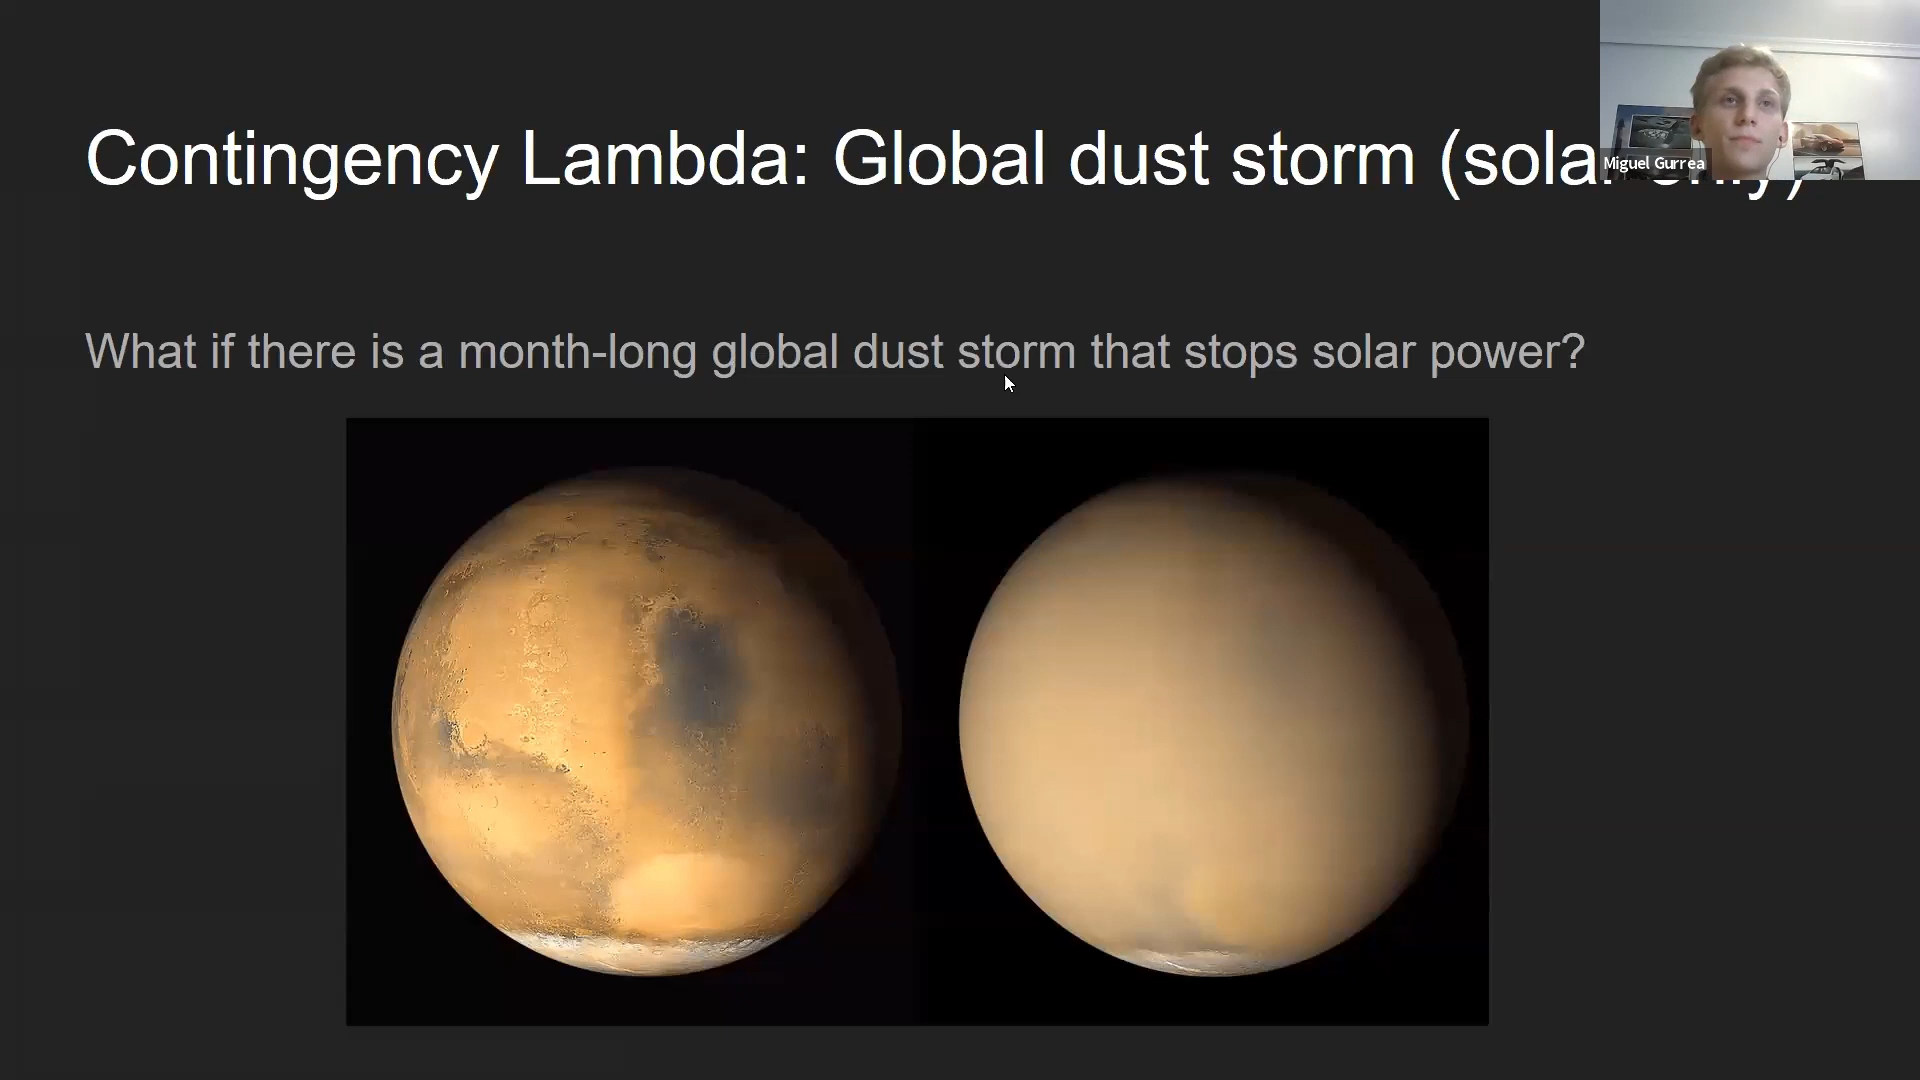 Contingency Lambda: Global dust storm (solar only)
Miguel Gurrea
What if there is a month-long global dust storm that stops solar power?